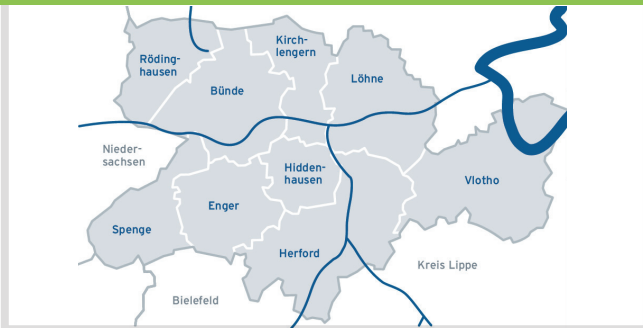 Kirch-
lengern
Röding-
hausen
Löhne
Bünde
Nieder-
sachsen
Hidden-
hausen
Vlotho
Enger
Spenge
Herford
Kreis Lippe
Bielefeld